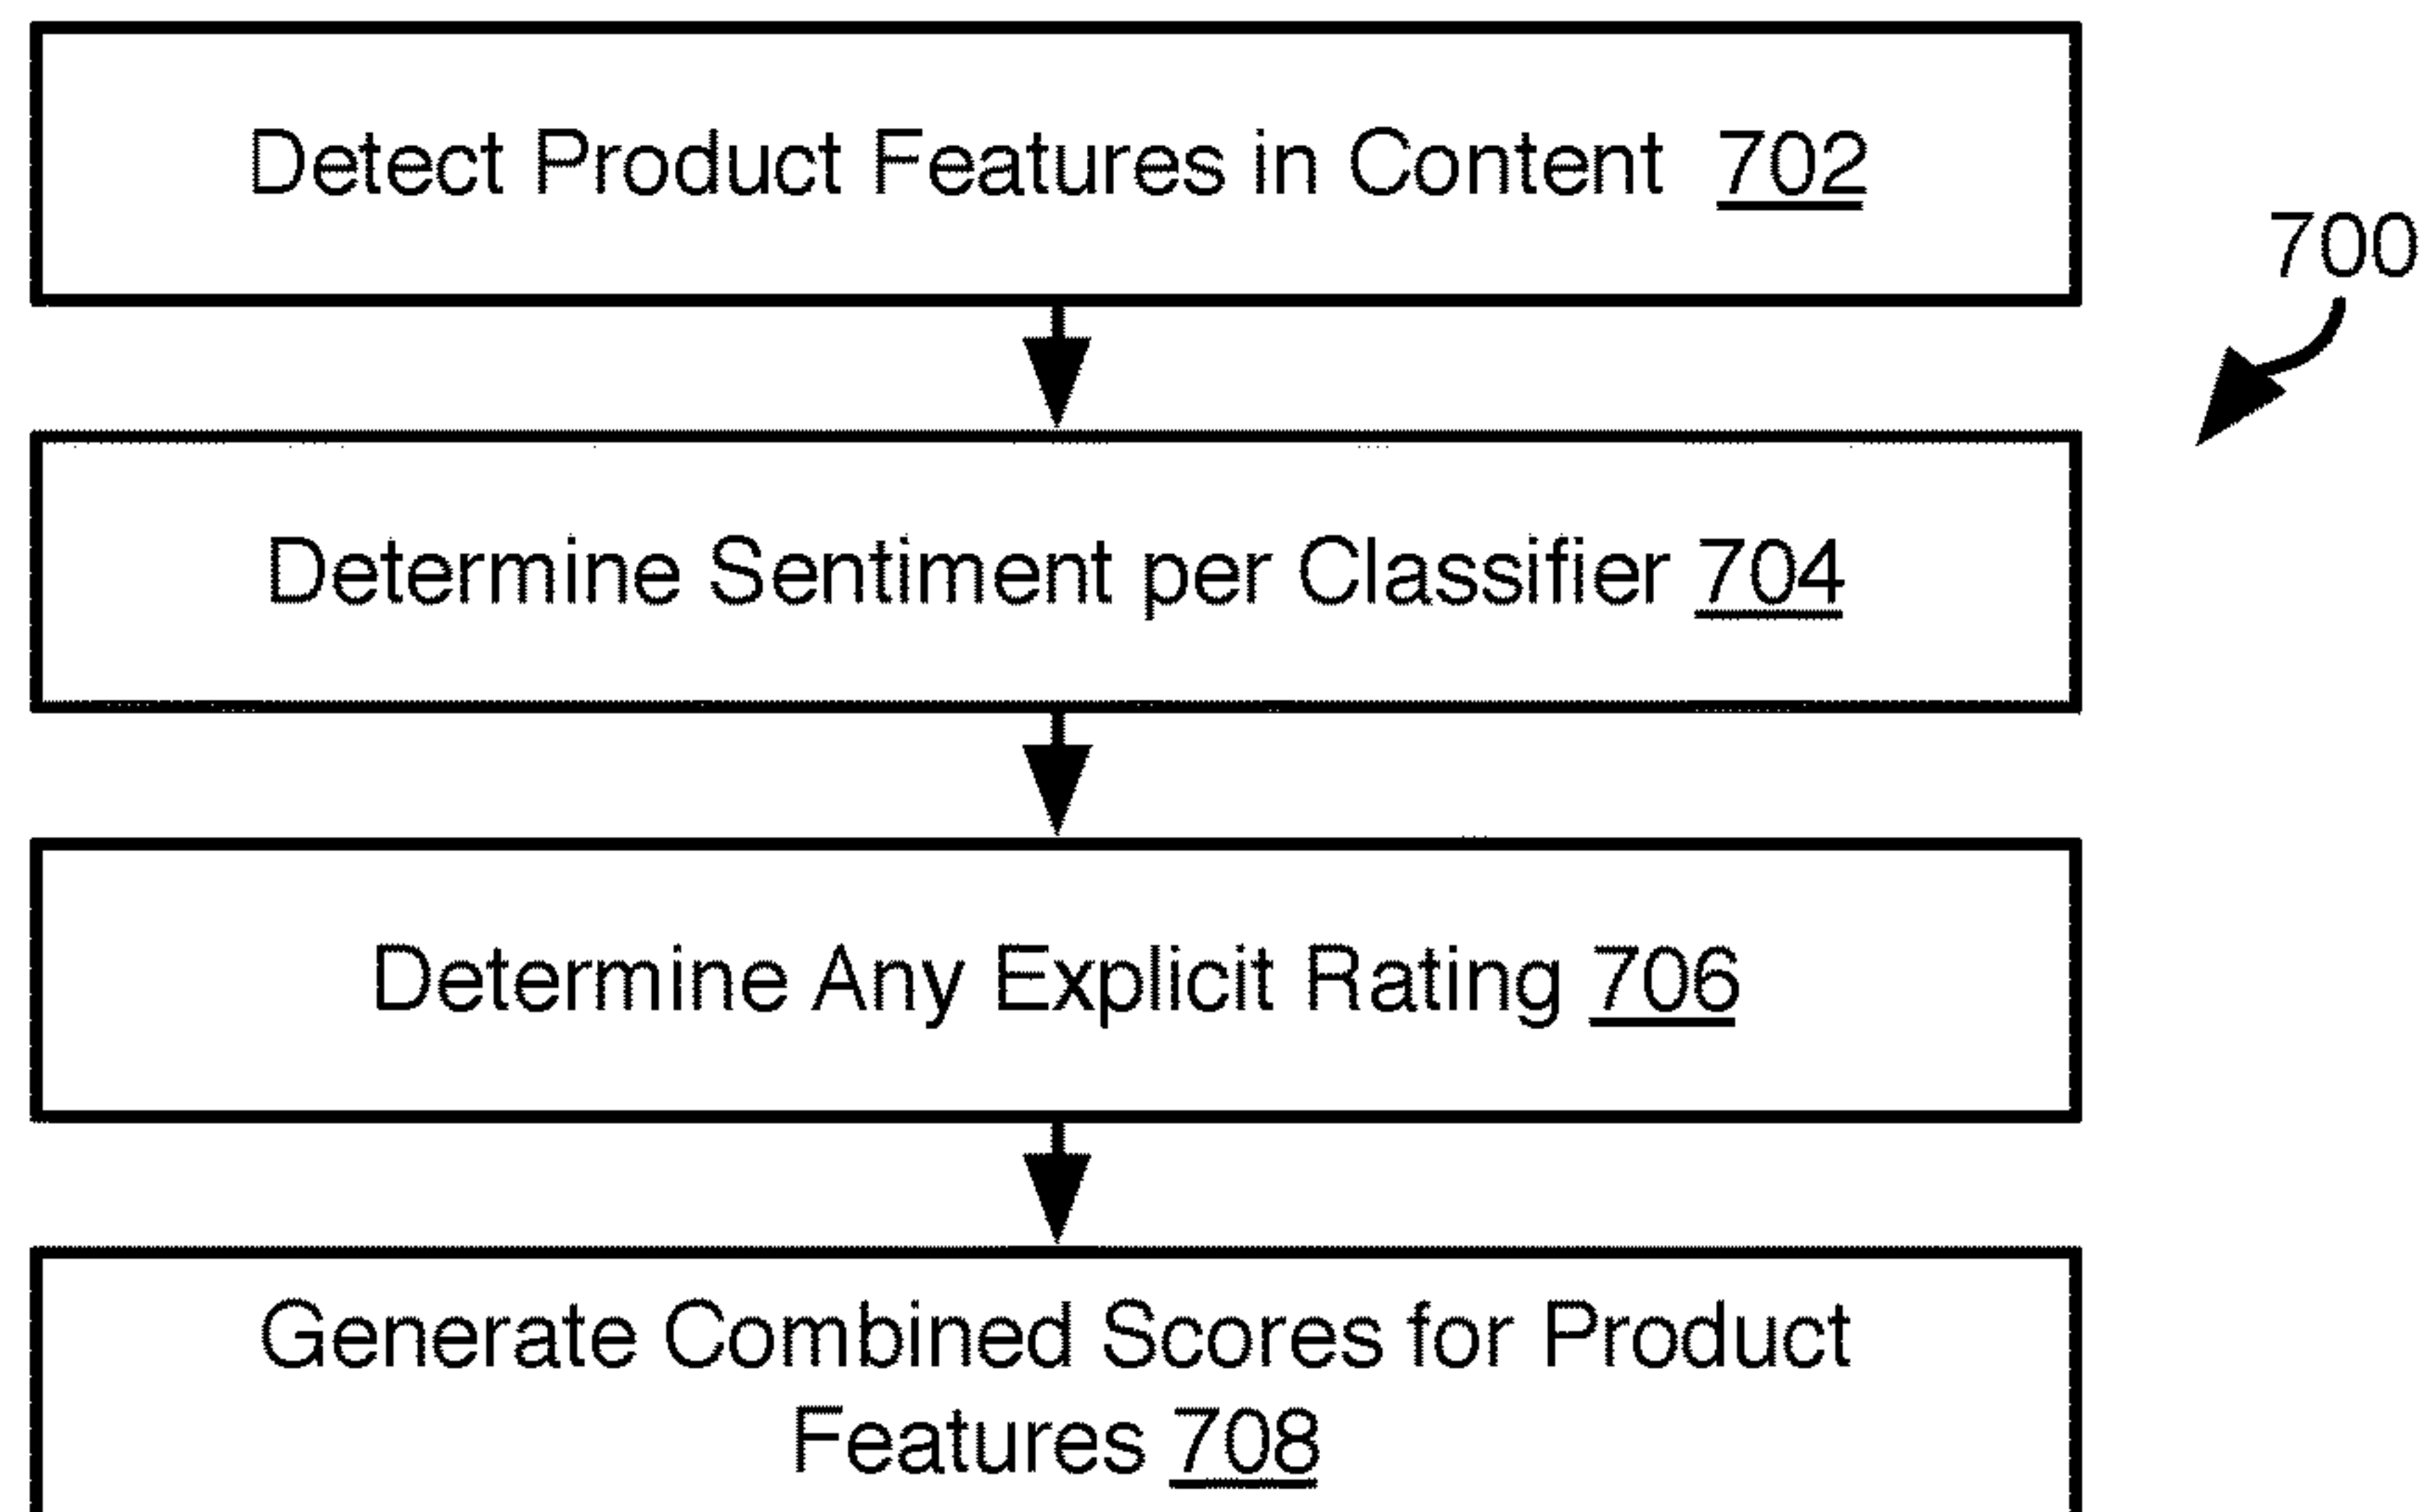 Detect Product Features in Content 702
700
Determine Sentiment per Classifier 704
Determine Any Explicit Rating 706
Generate Combined Scores for Product
Features 708